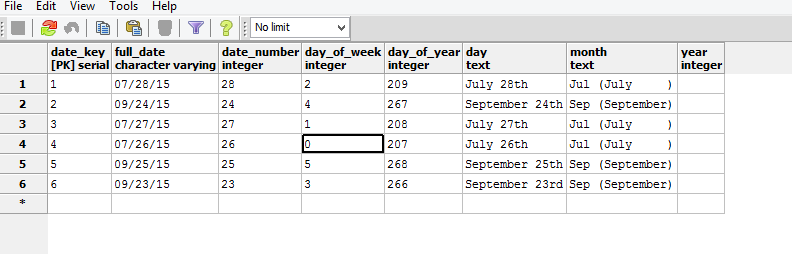 File Edit View Tools Help
No limit
date_key full_date date_number day_of_week day_of_year day month year
[PK] serial character varying integer integer integer text text integer
1 1 07/28/15 28 2 209 July 28th Jul (July     )
2 2 09/24/15 24 4 267 September 24th Sep (September)
3 3 07/27/15 27 1 208 July 27th Jul (July     )
4 4 07/26/15 26 0 207 July 26th Jul (July     )
5 5 09/25/15 25 5 268 September 25th Sep (September)
6 6 09/23/15 23 3 266 September 23rd Sep (September)
*